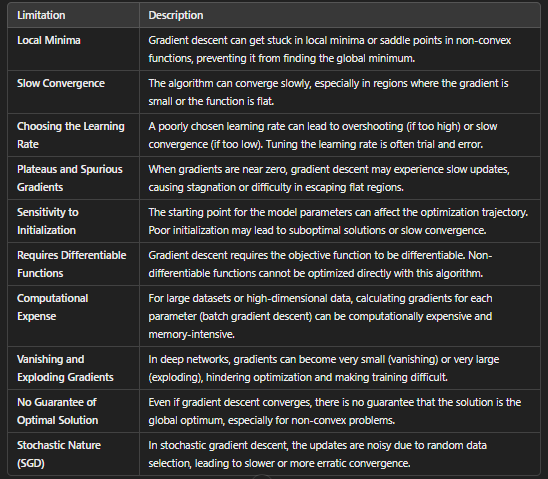 Limitation Description
Local Minima Gradient descent can get stuck in local minima or saddle points in non-convex
functions, preventing it from finding the global minimum.
Slow Convergence The algorithm can converge slowly, especially in regions where the gradient is
small or the function is flat.
Choosing the Learning A poorly chosen learning rate can lead to overshooting (if too high) or slow
Rate convergence (if too low). Tuning the learning rate is often trial and error.
Plateaus and Spurious When gradients are near zero, gradient descent may experience slow updates,
Gradients causing stagnation or difficulty in escaping flat regions.
Sensitivity to The starting point for the model parameters can affect the optimization trajectory.
Initialization Poor initialization may lead to suboptimal solutions or slow convergence.
Requires Differentiable Gradient descent requires the objective function to be differentiable. Non-
Functions differentiable functions cannot be optimized directly with this algorithm.
Computational For large datasets or high-dimensional data, calculating gradients for each
Expense parameter (batch gradient descent) can be computationally expensive and
memory-intensive.
Vanishing and In deep networks, gradients can become very small (vanishing) or very large
Exploding Gradients (exploding), hindering optimization and making training difficult.
No Guarantee of Even if gradient descent converges, there is no guarantee that the solution is the
Optimal Solution global optimum, especially for non-convex problems.
Stochastic Nature In stochastic gradient descent, the updates are noisy due to random data
(SGD) selection, leading to slower or more erratic convergence.